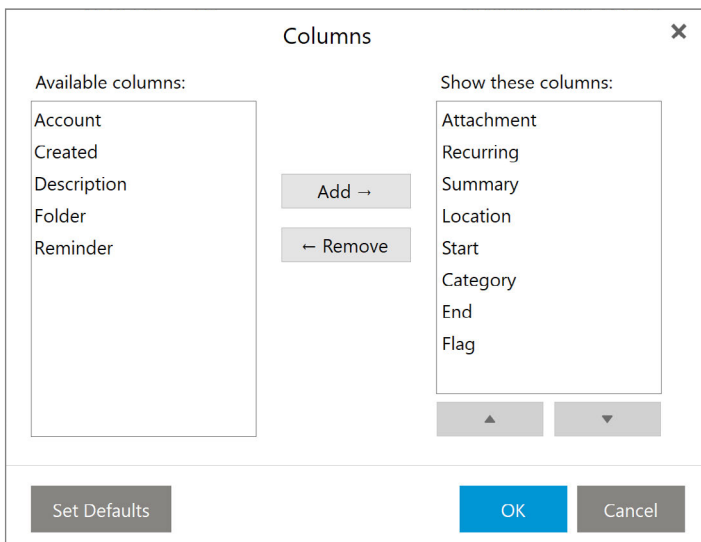 Columns
Available columns:
Account
Created
Description
Folder
Reminder
Add →
← Remove
Show these columns:
Attachment
Recurring
Summary
Location
Start
Category
End
Flag
Set Defaults
OK
Cancel